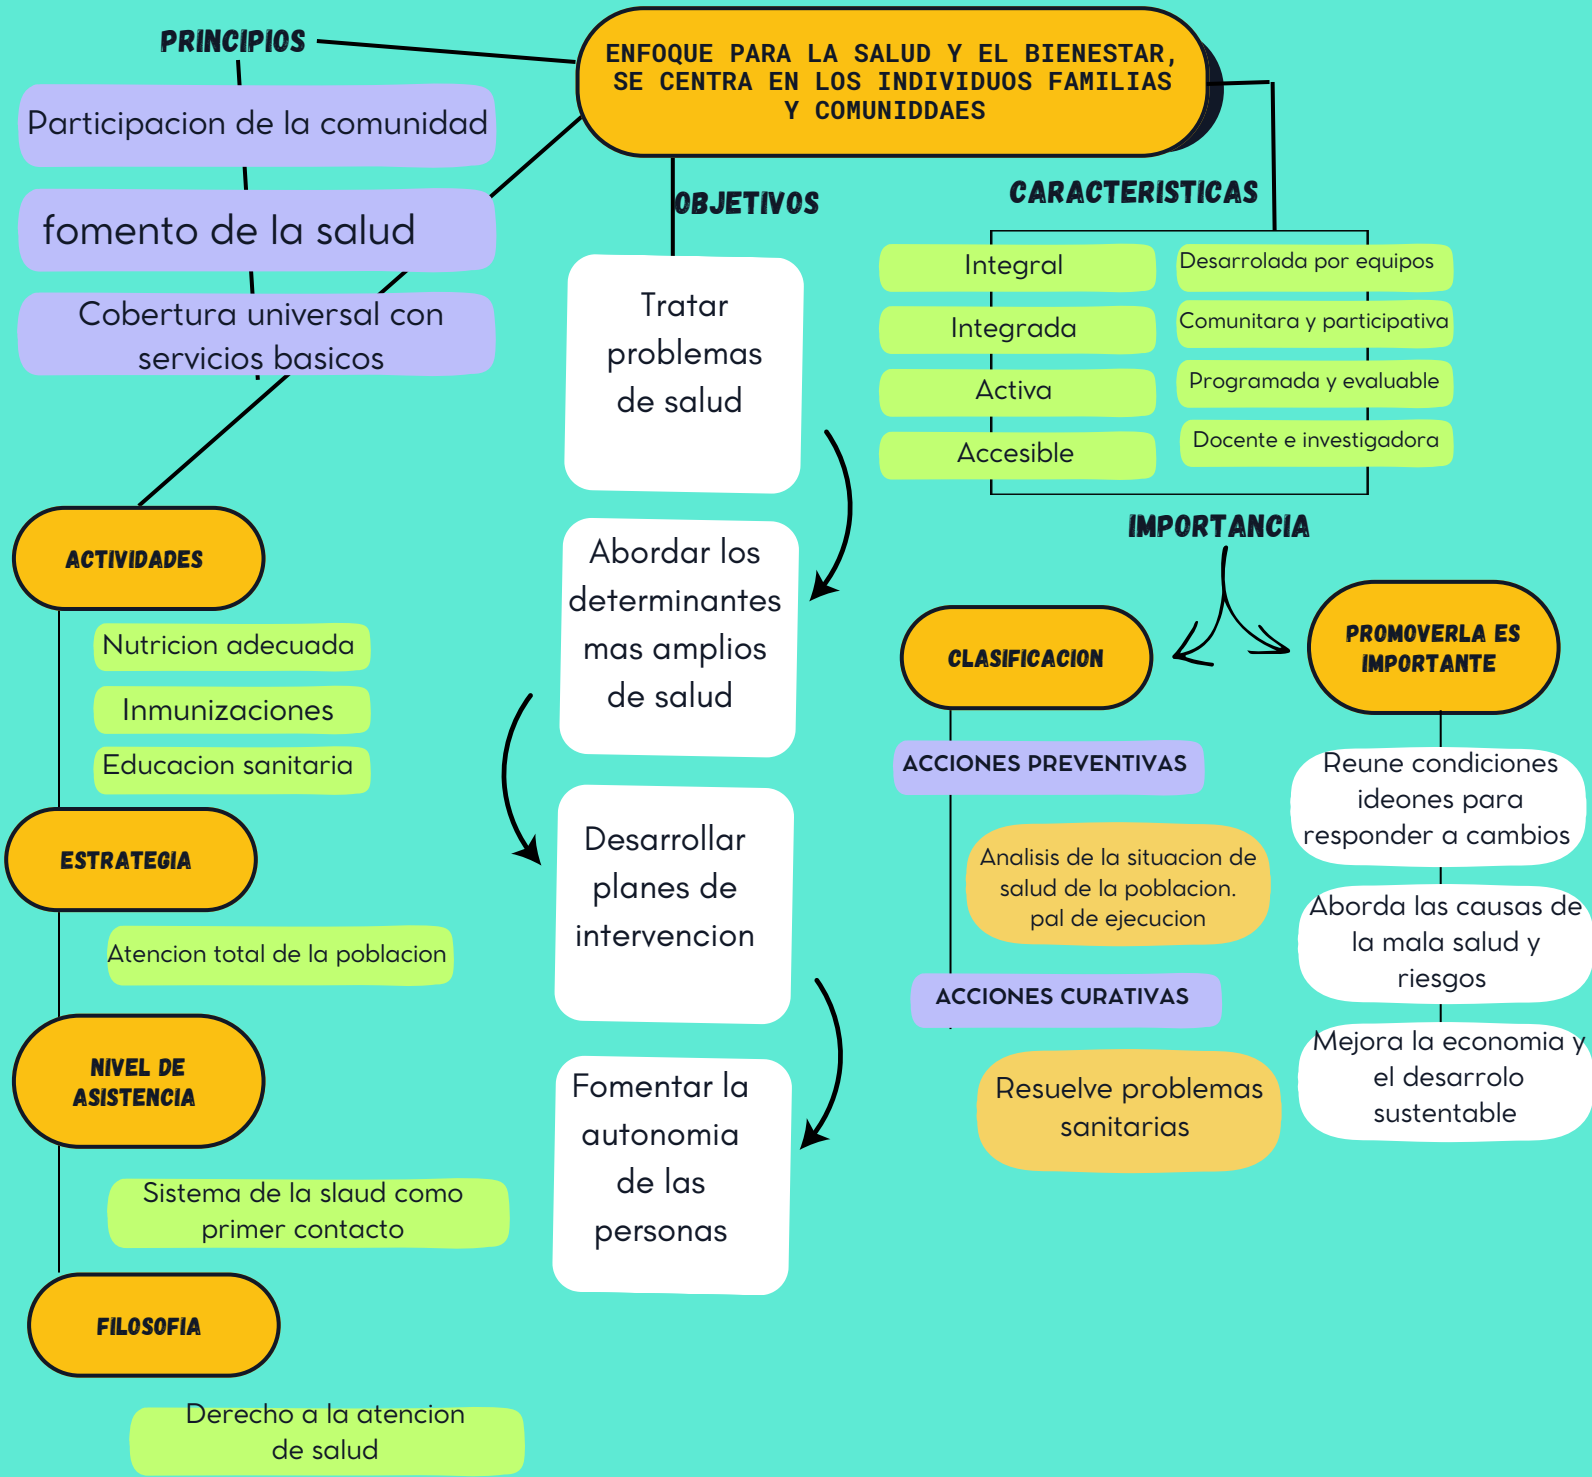 ENFOQUE PARA LA SALUD Y EL BIENESTAR,
SE CENTRA EN LOS INDIVIDUOS FAMILIAS
Y COMUNIDDAES
PRINCIPIOS
Participacion de la comunidad
fomento de la salud
Cobertura universal con
servicios basicos
ACTIVIDADES
Nutricion adecuada
Inmunizaciones
Educacion sanitaria
ESTRATEGIA
Atencion total de la poblacion
NIVEL DE
ASISTENCIA
Sistema de la slaud como
primer contacto
FILOSOFIA
Derecho a la atencion
de salud
OBJETIVOS
Tratar
problemas
de salud
Abordar los
determinantes
mas amplios
de salud
Desarrollar
planes de
intervencion
Fomentar la
autonomia
de las
personas
CARACTERISTICAS
Integral
Integrada
Activa
Accesible
Desarrolada por equipos
Comunitara y participativa
Programada y evaluable
Docente e investigadora
IMPORTANCIA
CLASIFICACION
ACCIONES PREVENTIVAS
Analisis de la situacion de
salud de la poblacion.
pal de ejecucion
ACCIONES CURATIVAS
Resuelve problemas
sanitarias
PROMOVERLA ES
IMPORTANTE
Reune condiciones
ideones para
responder a cambios
Aborda las causas de
la mala salud y
riesgos
Mejora la economia y
el desarrolo
sustentable